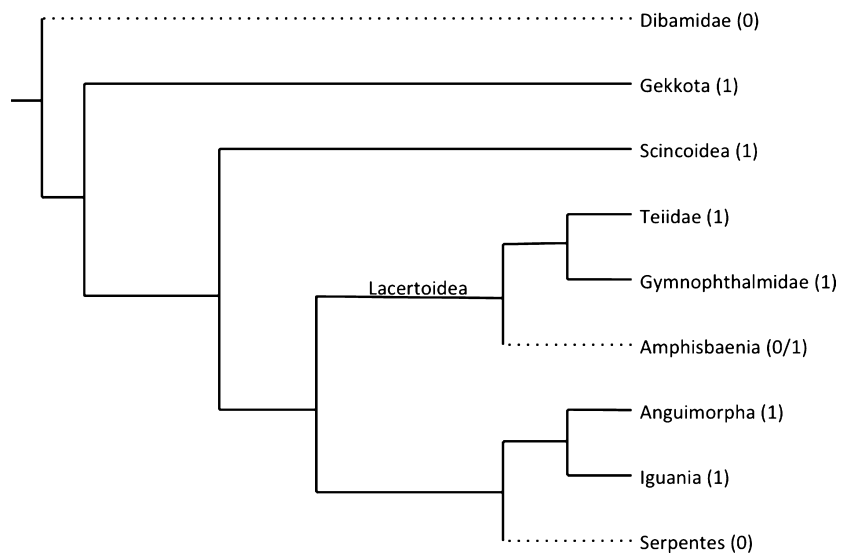 Dibamidae (0)
Gekkota (1)
Scincoidea (1)
Teiidae (1)
Lacertoidea
Gymnophthalmidae (1)
Amphisbaenia (0/1)
Anguimorpha (1)
Iguania (1)
Serpentes (0)